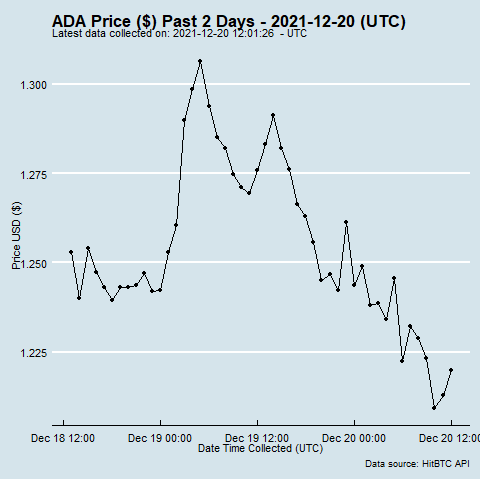 ADA Price ($) Past 2 Days - 2021-12-20 (UTC)
Latest data collected on: 2021-12-20 12:01:26  - UTC
1.300
1.275
1.250
1.225
Price USD ($)
Dec 18 12:00
Dec 19 00:00
Dec 19 12:00
Dec 20 00:00
Dec 20 12:00
Date Time Collected (UTC)
Data source: HitBTC API